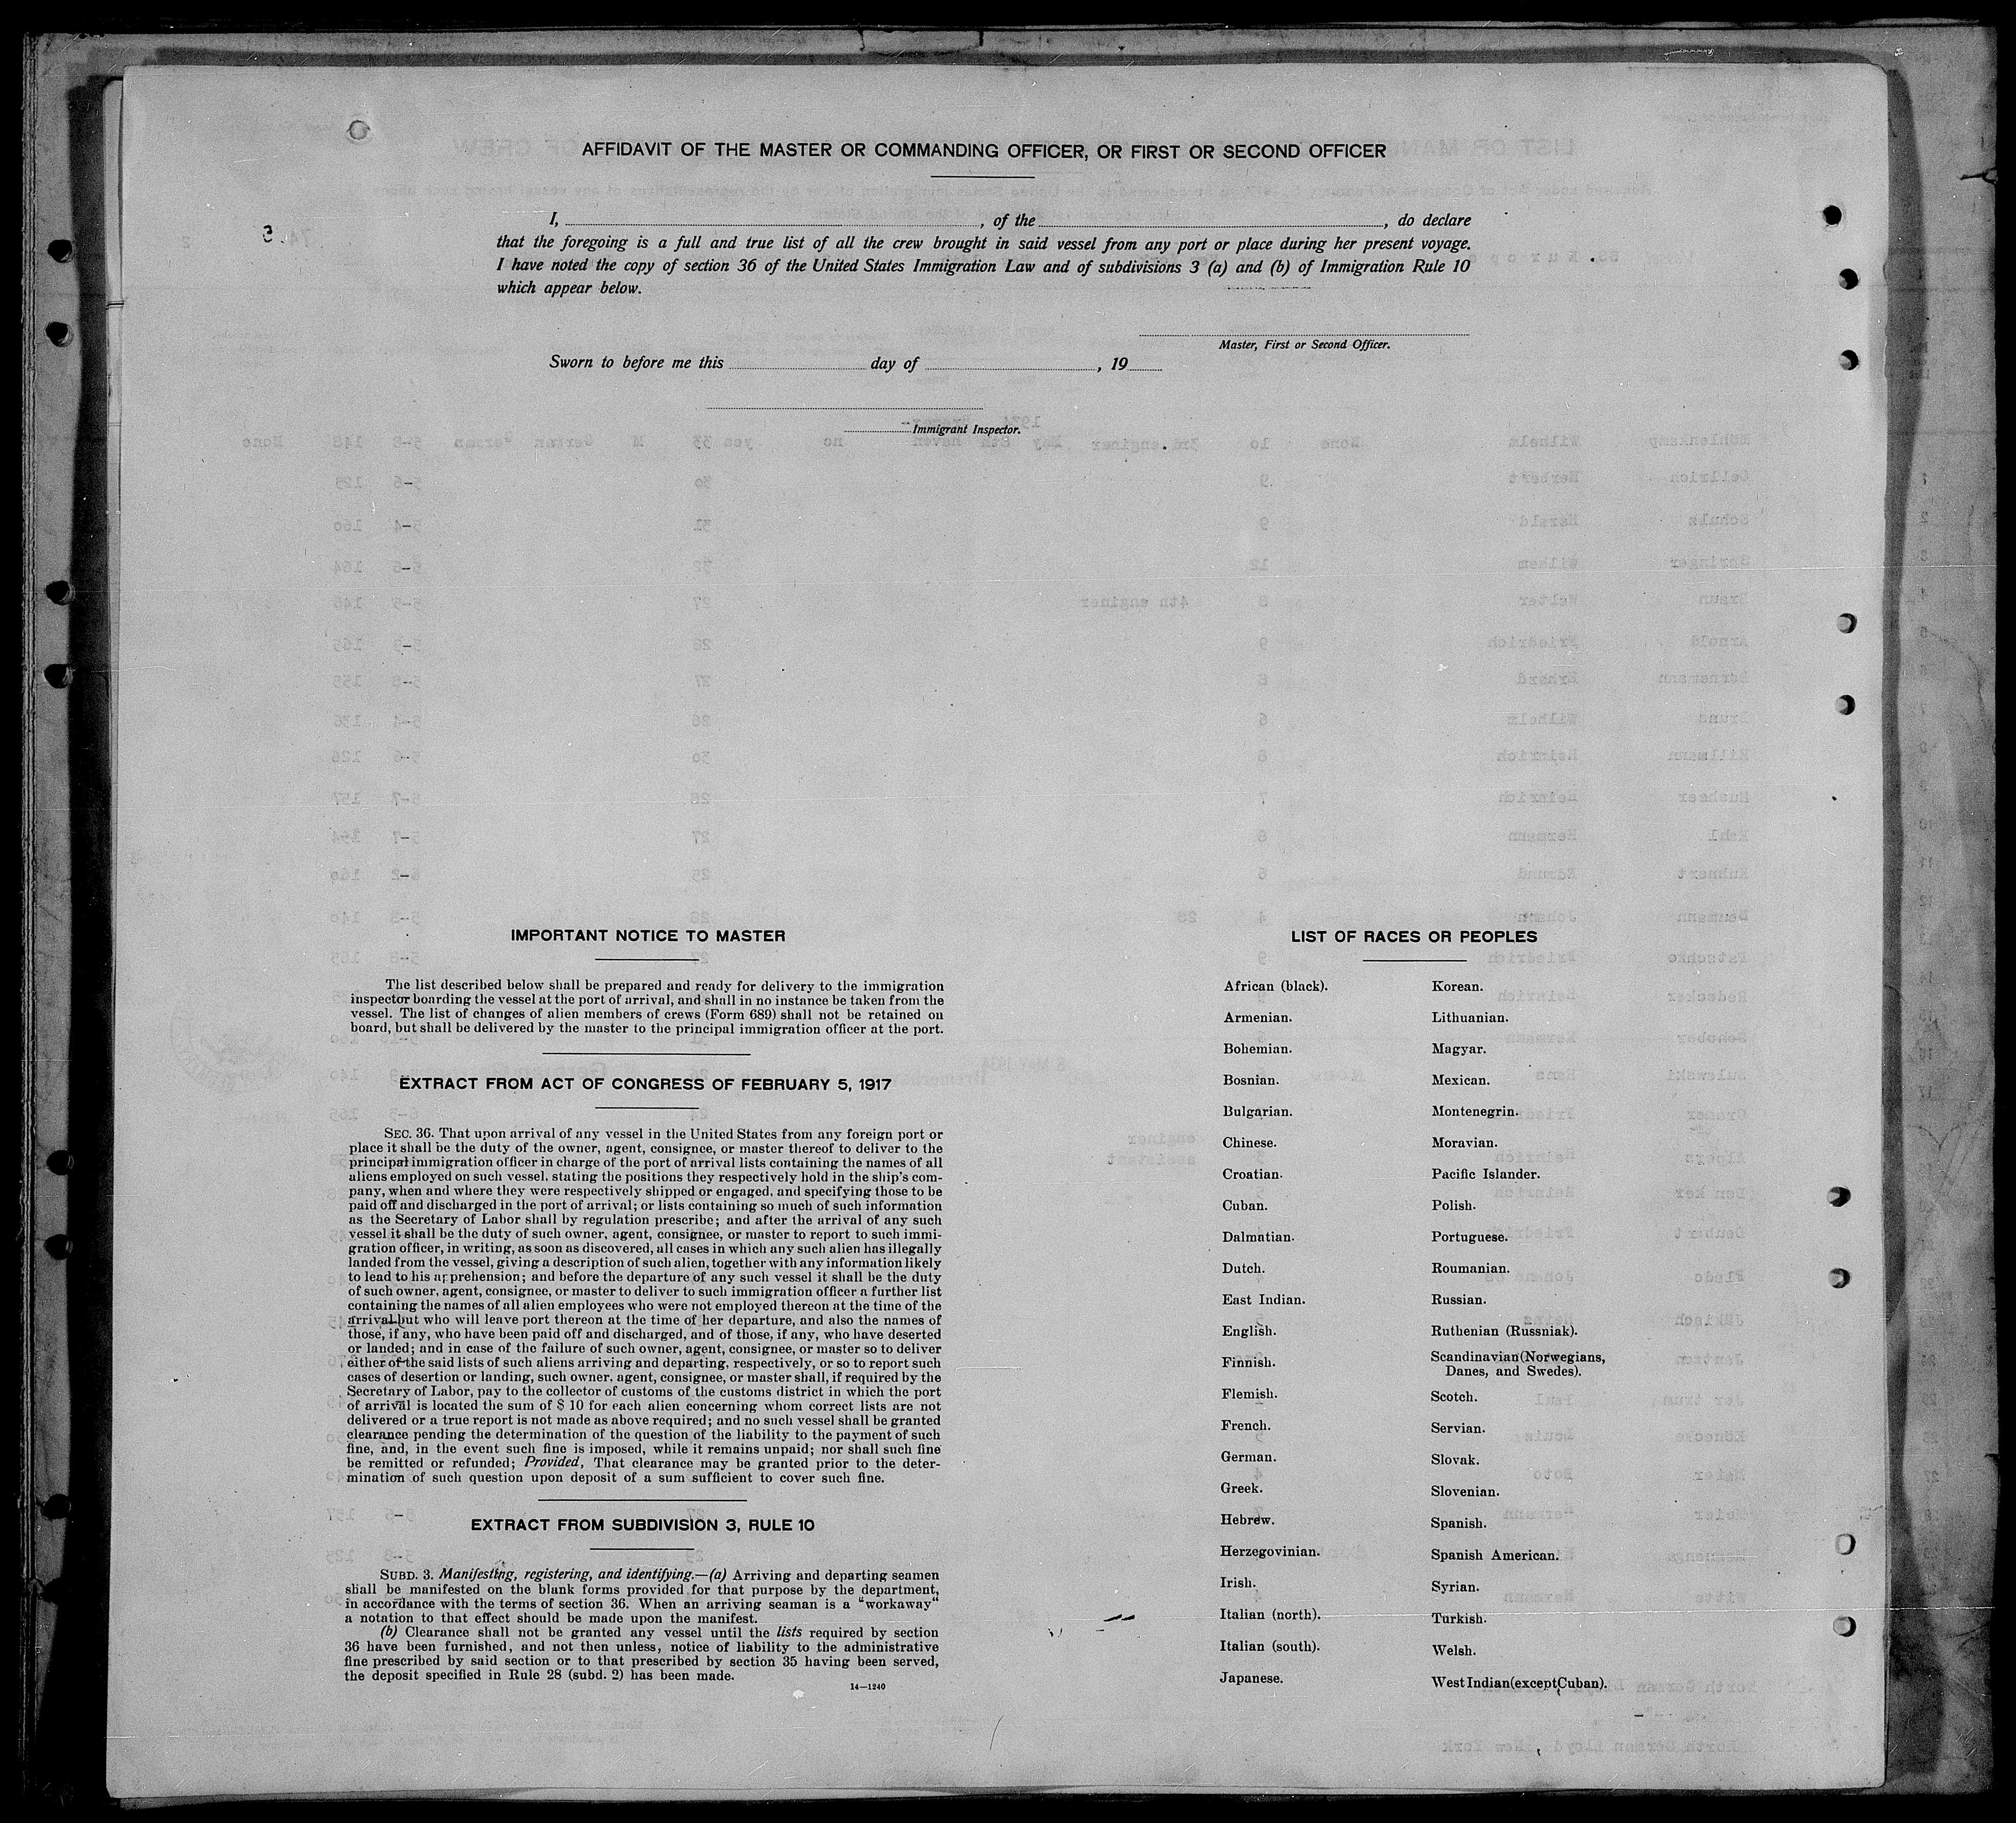 AFFIDAVIT OF THE MASTER OR COMMANDING OFFICER, OR FIRST OR SECOND OFFICER
I, , of the , do declare
that the foregoing is a full and true list of all the crew brought in said vessel from any port or place during her present voyage.
I have noted the copy of section 36 of the United States Immigration Law and of subdivisions 3 (a) and (b) of Immigration Rule 10
which appear below.
Master, First or Second Officer.
Sworn to before me this day of , 19
Immigrant Inspector.
IMPORTANT NOTICE TO MASTER
The list described below shall be prepared and ready for delivery to the immigration
inspector boarding the vessel at the port of arrival, and shall in no instance be taken from the
vessel. The list of changes of alien members of crews (Form 689) shall not be retained on
board, but shall be delivered by the master to the principal immigration officer at the port.
EXTRACT FROM ACT OF CONGRESS OF FEBRUARY 5, 1917
SEC. 36. That upon arrival of any vessel in the United States from any foreign port or
place it shall be the duty of the owner, agent, consignee, or master thereof to deliver to the
principal immigration officer in charge of the port of arrival lists containing the names of all
aliens employed on such vessel, stating the positions they respectively hold in the ship's com-
pany, when and where they were respectively shipped or engaged, and specifying those to be
paid off and discharged in the port of arrival; or lists containing so much of such information
as the Secretary of Labor shall by regulation prescribe; and after the arrival of any such
vessel it shall be the duty of such owner, agent, consignee, or master to report to such immi-
gration officer, in writing, as soon as discovered, all cases in which any such alien has illegally
landed from the vessel, giving a description of such alien, together with any information likely
to lead to his apprehension; and before the departure of any such vessel it shall be the duty
of such owner, agent, consignee, or master to deliver to such immigration officer a further list
containing the names of all alien employees who were not employed thereon at the time of the
arrival but who will leave port thereon at the time of her departure, and also the names of
those, if any, who have been paid off and discharged, and of those, if any, who have deserted
or landed; and in case of the failure of such owner, agent, consignee, or master so to deliver
either of the said lists of such aliens arriving and departing, respectively, or so to report such
cases of desertion or landing, such owner, agent, consignee, or master shall, if required by the
Secretary of Labor, pay to the collector of customs of the customs district in which the port
of arrival is located the sum of $ 10 for each alien concerning whom correct lists are not
delivered or a true report is not made as above required; and no such vessel shall be granted
clearance pending the determination of the question of the liability to the payment of such
fine, and, in the event such fine is imposed, while it remains unpaid; nor shall such fine
be remitted or refunded; Provided, That clearance may be granted prior to the deter-
mination of such question upon deposit of a sum sufficient to cover such fine.
EXTRACT FROM SUBDIVISION 3, RULE 10
SUBD. 3. Manifesting, registering, and identifying.—(a) Arriving and departing seamen
shall be manifested on the blank forms provided for that purpose by the department,
in accordance with the terms of section 36. When an arriving seaman is a "workaway"
a notation to that effect should be made upon the manifest.
(b) Clearance shall not be granted any vessel until the lists required by section
36 have been furnished, and not then unless, notice of liability to the administrative
fine prescribed by said section or to that prescribed by section 35 having been served,
the deposit specified in Rule 28 (subd. 2) has been made.
14—1240
LIST OF RACES OR PEOPLES
African (black).
Armenian.
Bohemian.
Bosnian.
Bulgarian.
Chinese.
Croatian.
Cuban.
Dalmatian.
Dutch.
East Indian.
English.
Finnish.
Flemish.
French.
German.
Greek.
Hebrew.
Herzegovinian.
Irish.
Italian (north).
Italian (south).
Japanese.
Korean.
Lithuanian.
Magyar.
Mexican.
Montenegrin.
Moravian.
Pacific Islander.
Polish.
Portuguese.
Roumanian.
Russian.
Ruthenian (Russniak).
Scandinavian (Norwegians,
Danes, and Swedes).
Scotch.
Servian.
Slovak.
Slovenian.
Spanish.
Spanish American.
Syrian.
Turkish.
Welsh.
West Indian (except Cuban).